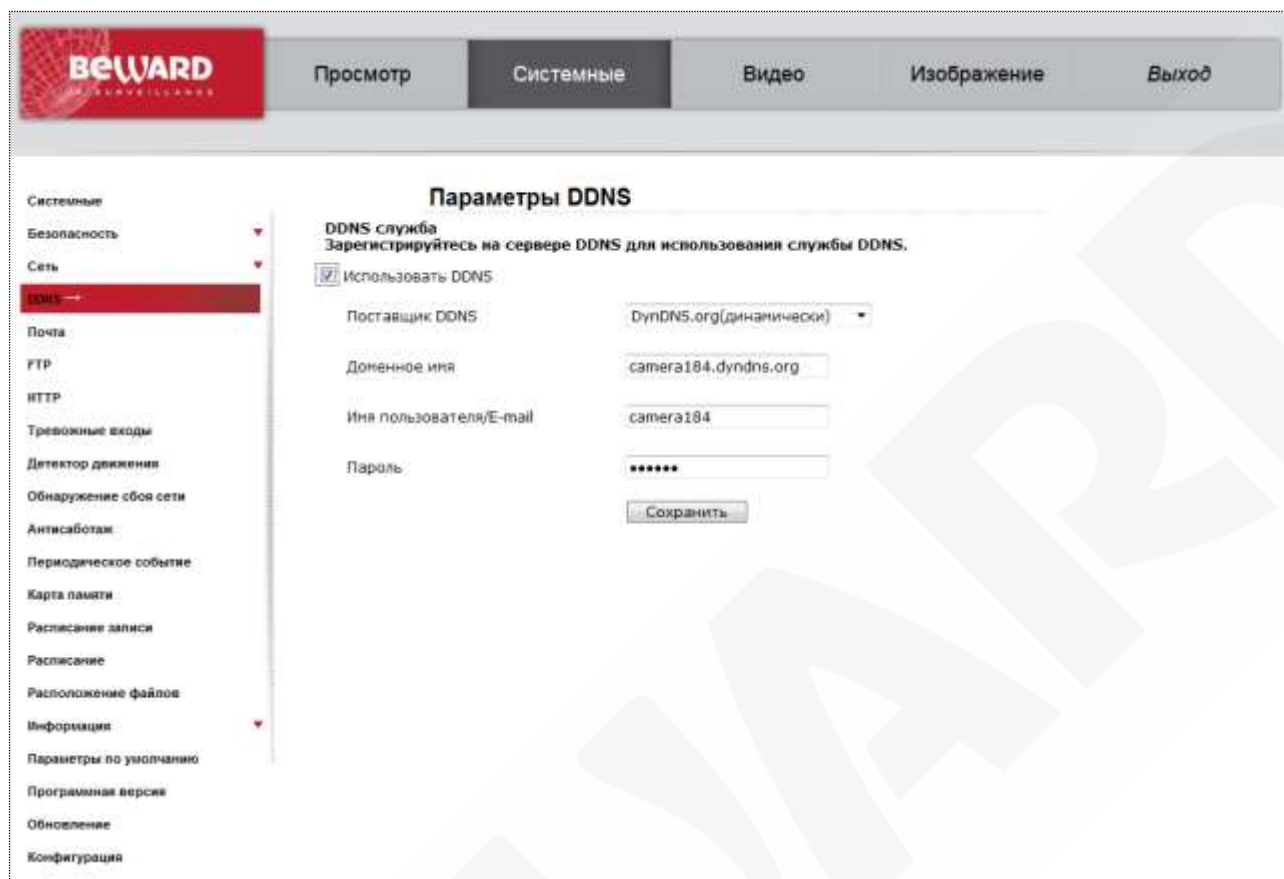 BEWARD
Просмотр
Системные
Видео
Изображение
Выход
Системные
Безопасность
Сеть
DDNS →
Почта
FTP
HTTP
Тревожные входы
Детектор движения
Обнаружение сбоя сети
Антисаботаж
Периодическое событие
Карта памяти
Расписание записи
Расписание
Расположение файлов
Информация
Параметры по умолчанию
Программная версия
Обновление
Конфигурация
Параметры DDNS
DDNS служба
Зарегистрируйтесь на сервере DDNS для использования службы DDNS.
Использовать DDNS
Поставщик DDNS
DynDNS.org(динамически)
Доменное имя
camera184.dyndns.org
Имя пользователя/E-mail
camera184
Пароль
••••••
Сохранить